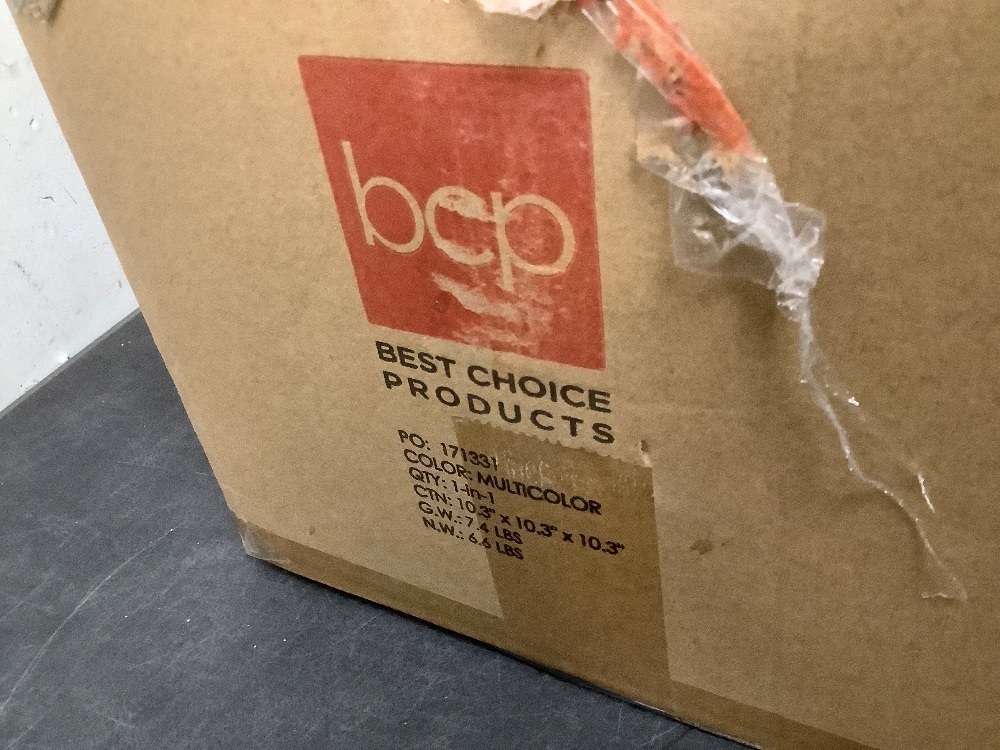 bcp
BEST CHOICE
PRODUCTS
PO: 171331
COLOR: MULTICOLOR
QTY: 1-in-1
CTN: 10.3" x 10.3" x 10.3"
G.W.: 7.4 LBS
N.W.: 6.6 LBS